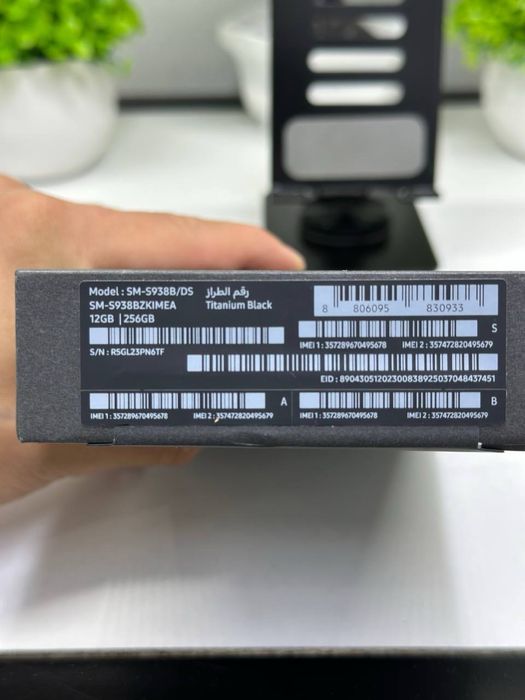 Model : SM-S938B/DS رقم الطراز
SM-S938BZKIMEA Titanium Black
12GB | 256GB
8 806095 830933
S
IMEI 1 : 357289670495678 IMEI 2 : 357472820495679
S/N : R5GL23PN6TF
EID : 89043051202300838925037048437451
A
IMEI 1 : 357289670495678 IMEI 2 : 357472820495679
B
IMEI 1 : 357289670495678 IMEI 2 : 357472820495679